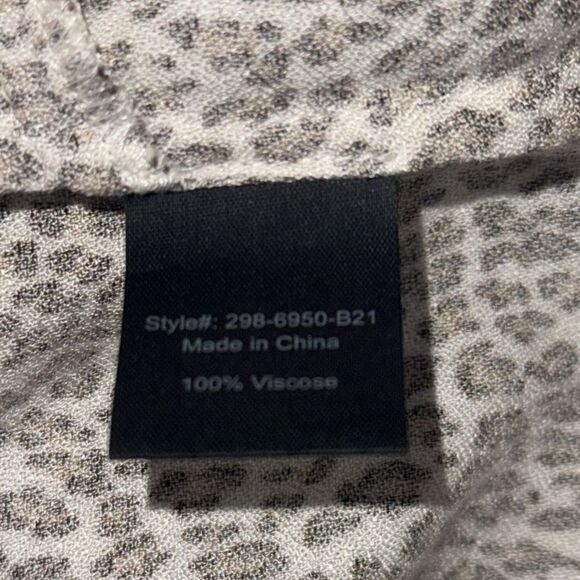 Style#: 298-6950-B21
Made in China
100% Viscose